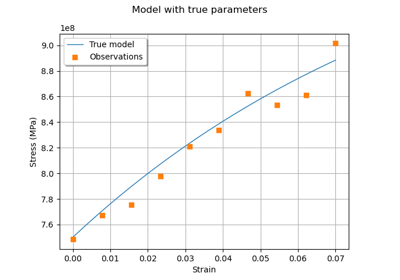 Model with true parameters
1e8
True model
Observations
9.0
8.8
8.6
8.4
8.2
8.0
7.8
7.6
Stress (MPa)
0.00 0.01 0.02 0.03 0.04 0.05 0.06 0.07
Strain